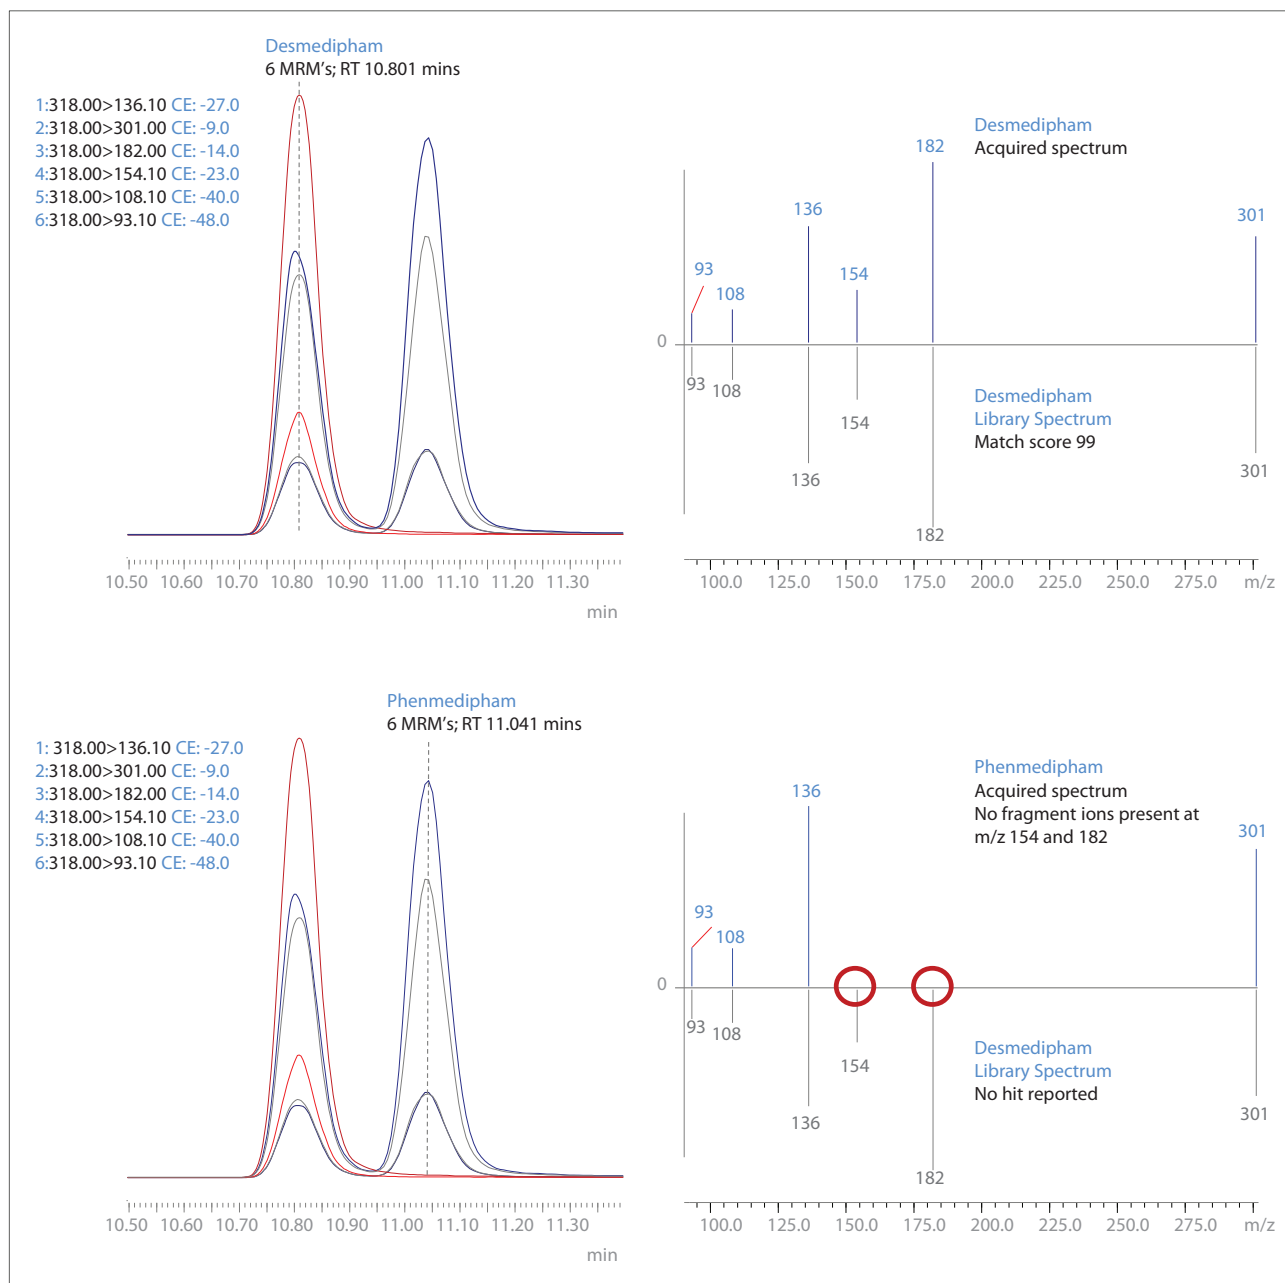 Desmedipham
6 MRM's; RT 10.801 mins
1:318.00>136.10 CE: -27.0
2:318.00>301.00 CE: -9.0
3:318.00>182.00 CE: -14.0
4:318.00>154.10 CE: -23.0
5:318.00>108.10 CE: -40.0
6:318.00>93.10 CE: -48.0
10.50 10.60 10.70 10.80 10.90 11.00 11.10 11.20 11.30
min
Desmedipham
Acquired spectrum
182
136
301
93
108
154
0
93
108
154
136
182
301
Desmedipham
Library Spectrum
Match score 99
100.0 125.0 150.0 175.0 200.0 225.0 250.0 275.0 m/z
Phenmedipham
6 MRM's; RT 11.041 mins
1: 318.00>136.10 CE: -27.0
2:318.00>301.00 CE: -9.0
3:318.00>182.00 CE: -14.0
4:318.00>154.10 CE: -23.0
5:318.00>108.10 CE: -40.0
6:318.00>93.10 CE: -48.0
10.50 10.60 10.70 10.80 10.90 11.00 11.10 11.20 11.30
min
Phenmedipham
Acquired spectrum
No fragment ions present at
m/z 154 and 182
136
301
93
108
0
93
108
154
136
182
301
Desmedipham
Library Spectrum
No hit reported
100.0 125.0 150.0 175.0 200.0 225.0 250.0 275.0 m/z